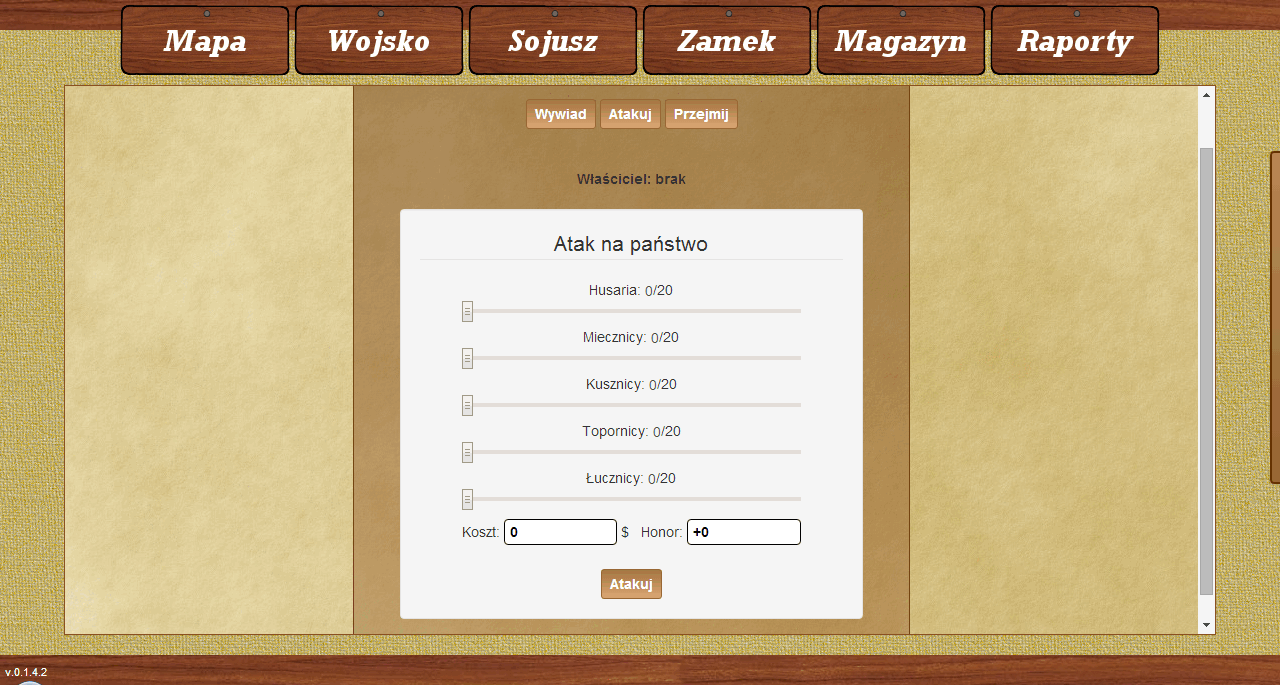 Mapa Wojsko Sojusz Zamek Magazyn Raporty
Wywiad Atakuj Przejmij
Właściciel: brak
Atak na państwo
Husaria: 0/20
Miecznicy: 0/20
Kusznicy: 0/20
Topornicy: 0/20
Łucznicy: 0/20
Koszt: 0 $ Honor: +0
Atakuj
v.0.1.4.2